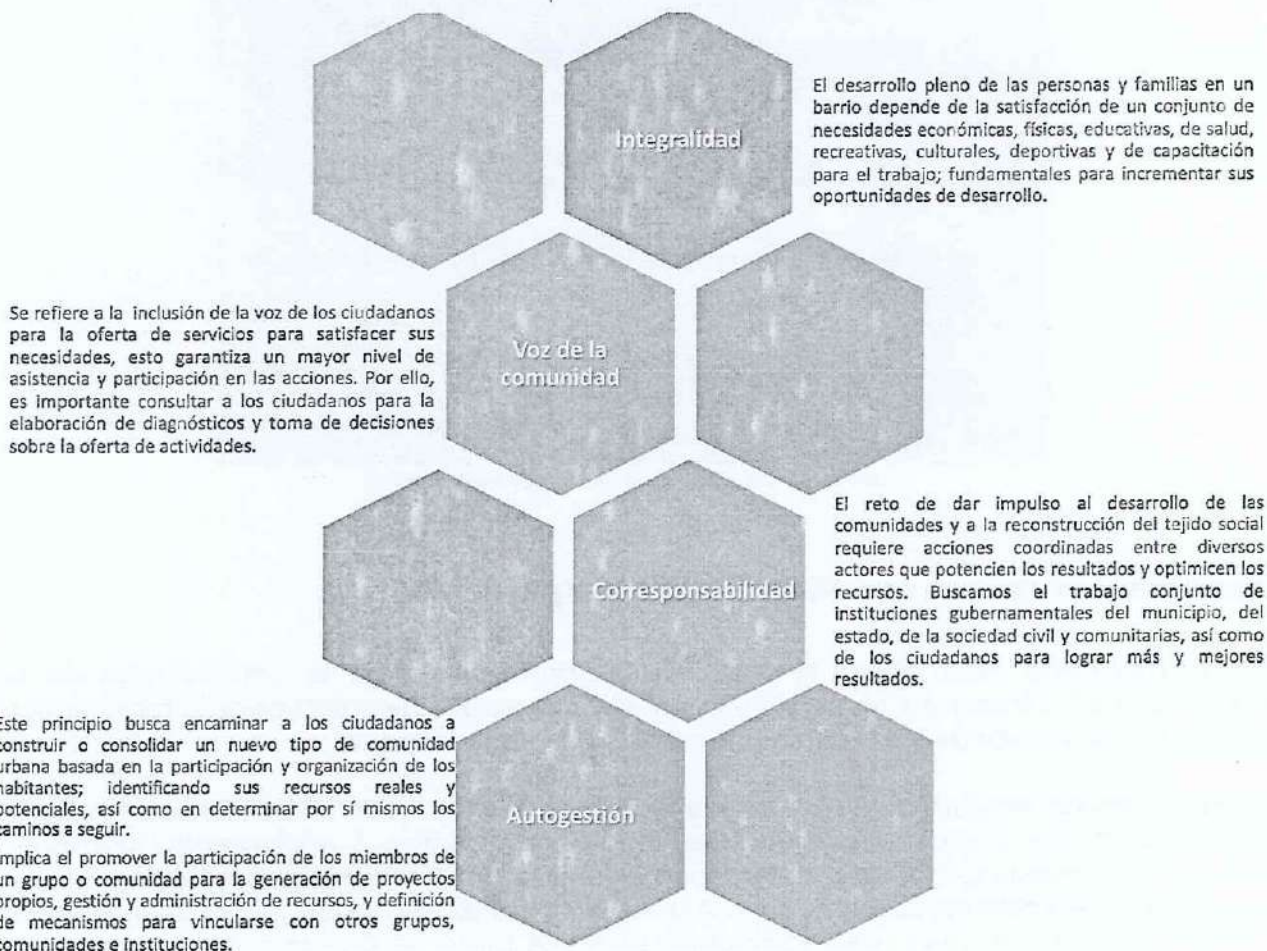 Integralidad
El desarrollo pleno de las personas y familias en un
barrio depende de la satisfacción de un conjunto de
necesidades económicas, físicas, educativas, de salud,
recreativas, culturales, deportivas y de capacitación
para el trabajo; fundamentales para incrementar sus
oportunidades de desarrollo.
Se refiere a la inclusión de la voz de los ciudadanos
para la oferta de servicios para satisfacer sus
necesidades, esto garantiza un mayor nivel de
asistencia y participación en las acciones. Por ello,
es importante consultar a los ciudadanos para la
elaboración de diagnósticos y toma de decisiones
sobre la oferta de actividades.
Voz de la
comunidad
Corresponsabilidad
El reto de dar impulso al desarrollo de las
comunidades y a la reconstrucción del tejido social
requiere acciones coordinadas entre diversos
actores que potencien los resultados y optimicen los
recursos. Buscamos el trabajo conjunto de
instituciones gubernamentales del municipio, del
estado, de la sociedad civil y comunitarias, así como
de los ciudadanos para lograr más y mejores
resultados.
Este principio busca encaminar a los ciudadanos a
construir o consolidar un nuevo tipo de comunidad
urbana basada en la participación y organización de los
habitantes; identificando sus recursos reales y
potenciales, así como en determinar por sí mismos los
caminos a seguir.
Implica el promover la participación de los miembros de
un grupo o comunidad para la generación de proyectos
propios, gestión y administración de recursos, y definición
de mecanismos para vincularse con otros grupos,
comunidades e instituciones.
Autogestión